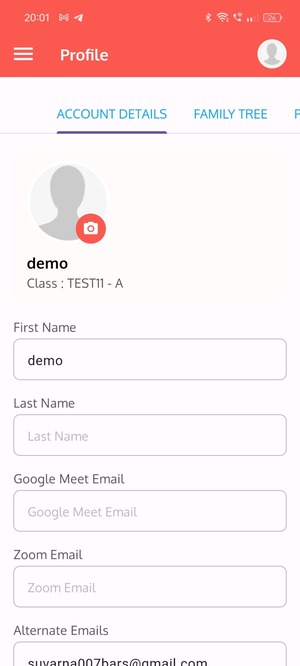 20:01
26
Profile
ACCOUNT DETAILS FAMILY TREE
demo
Class : TEST11 - A
First Name
demo
Last Name
Last Name
Google Meet Email
Google Meet Email
Zoom Email
Zoom Email
Alternate Emails
suvarna007bars@gmail.com